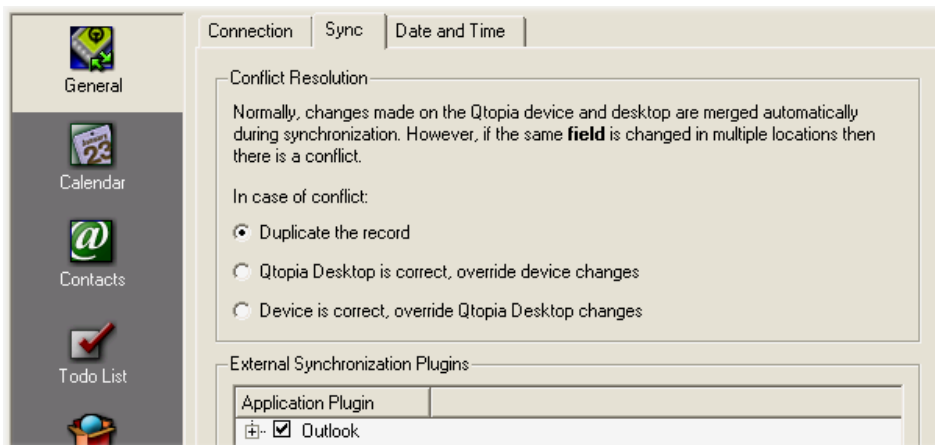 Connection Sync Date and Time
General
Calendar
January
23
Contacts
Todo List
Conflict Resolution
Normally, changes made on the Qtopia device and desktop are merged automatically
during synchronization. However, if the same field is changed in multiple locations then
there is a conflict.
In case of conflict:
Duplicate the record
Qtopia Desktop is correct, override device changes
Device is correct, override Qtopia Desktop changes
External Synchronization Plugins
Application Plugin
Outlook